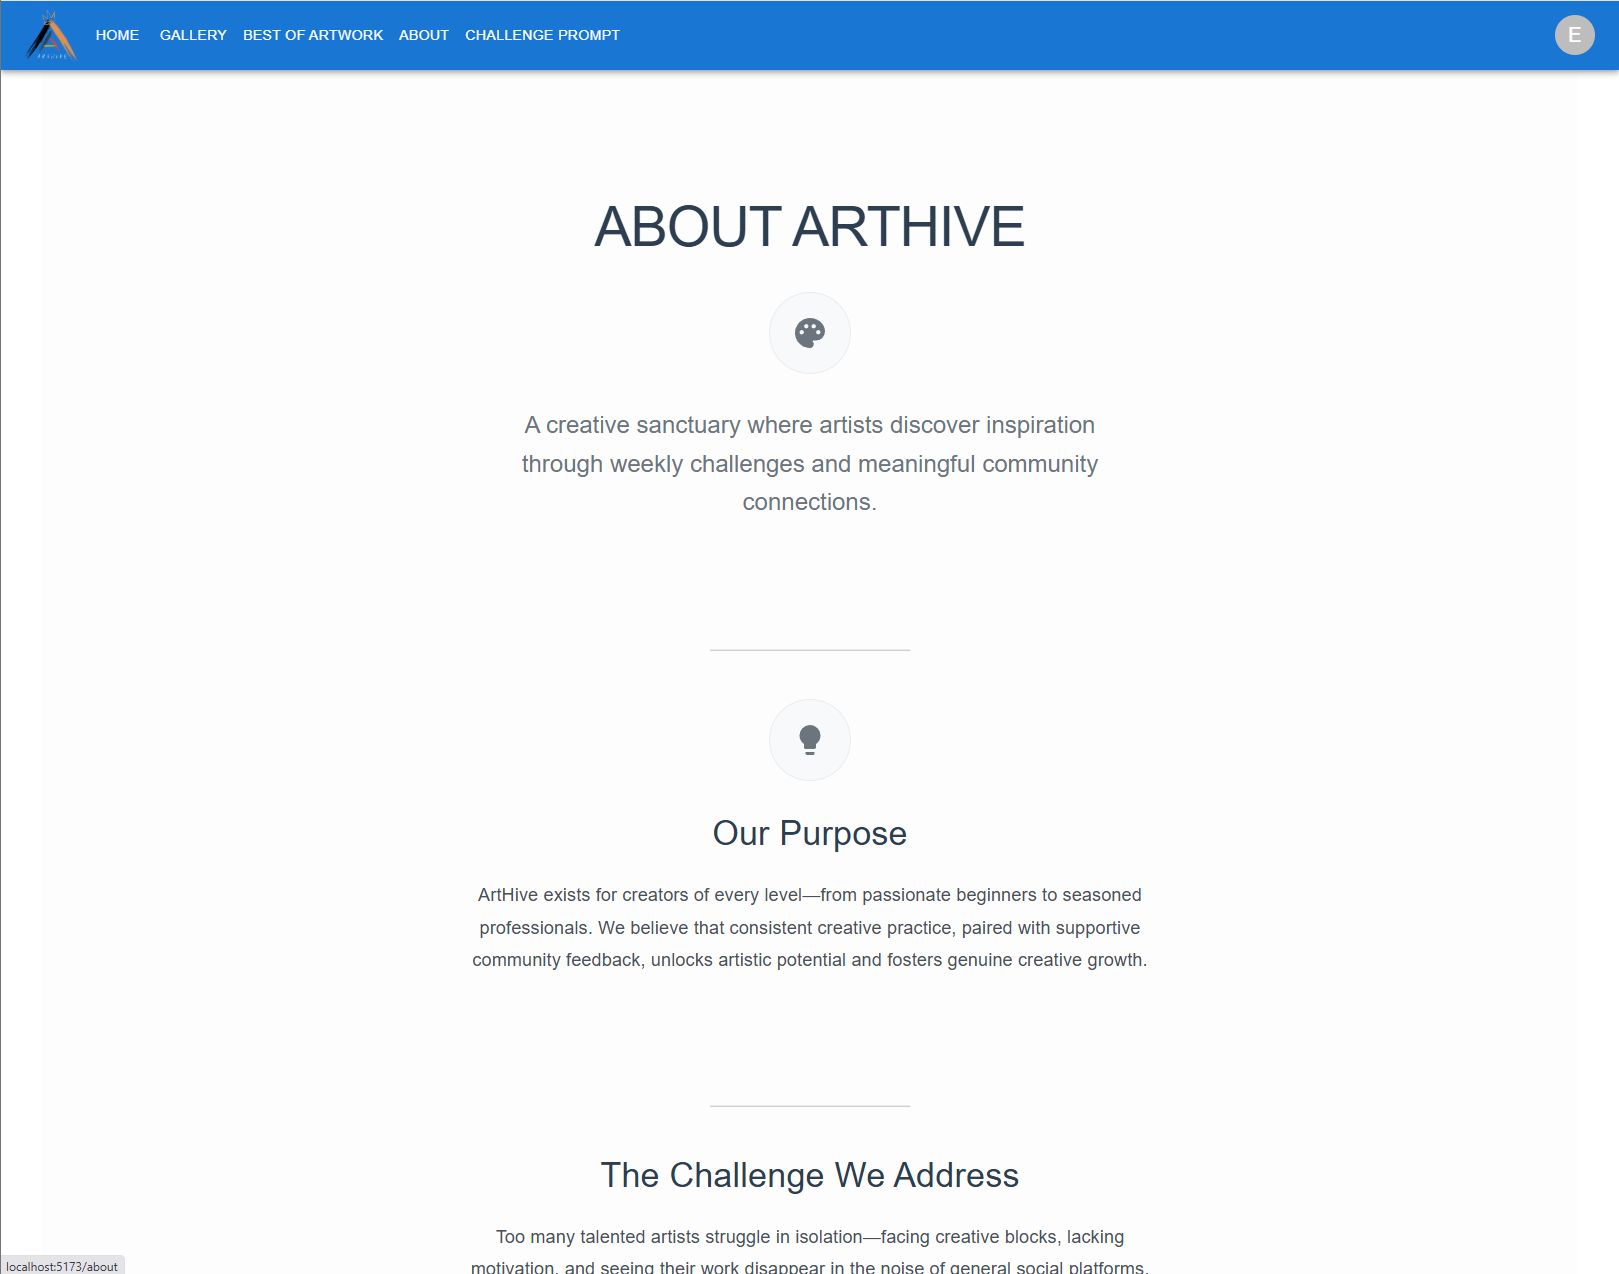 HOME GALLERY BEST OF ARTWORK ABOUT CHALLENGE PROMPT E
ABOUT ARTHIVE
A creative sanctuary where artists discover inspiration
through weekly challenges and meaningful community
connections.
Our Purpose
ArtHive exists for creators of every level—from passionate beginners to seasoned
professionals. We believe that consistent creative practice, paired with supportive
community feedback, unlocks artistic potential and fosters genuine creative growth.
The Challenge We Address
Too many talented artists struggle in isolation—facing creative blocks, lacking
motivation, and seeing their work disappear in the noise of general social platforms.
localhost:5173/about